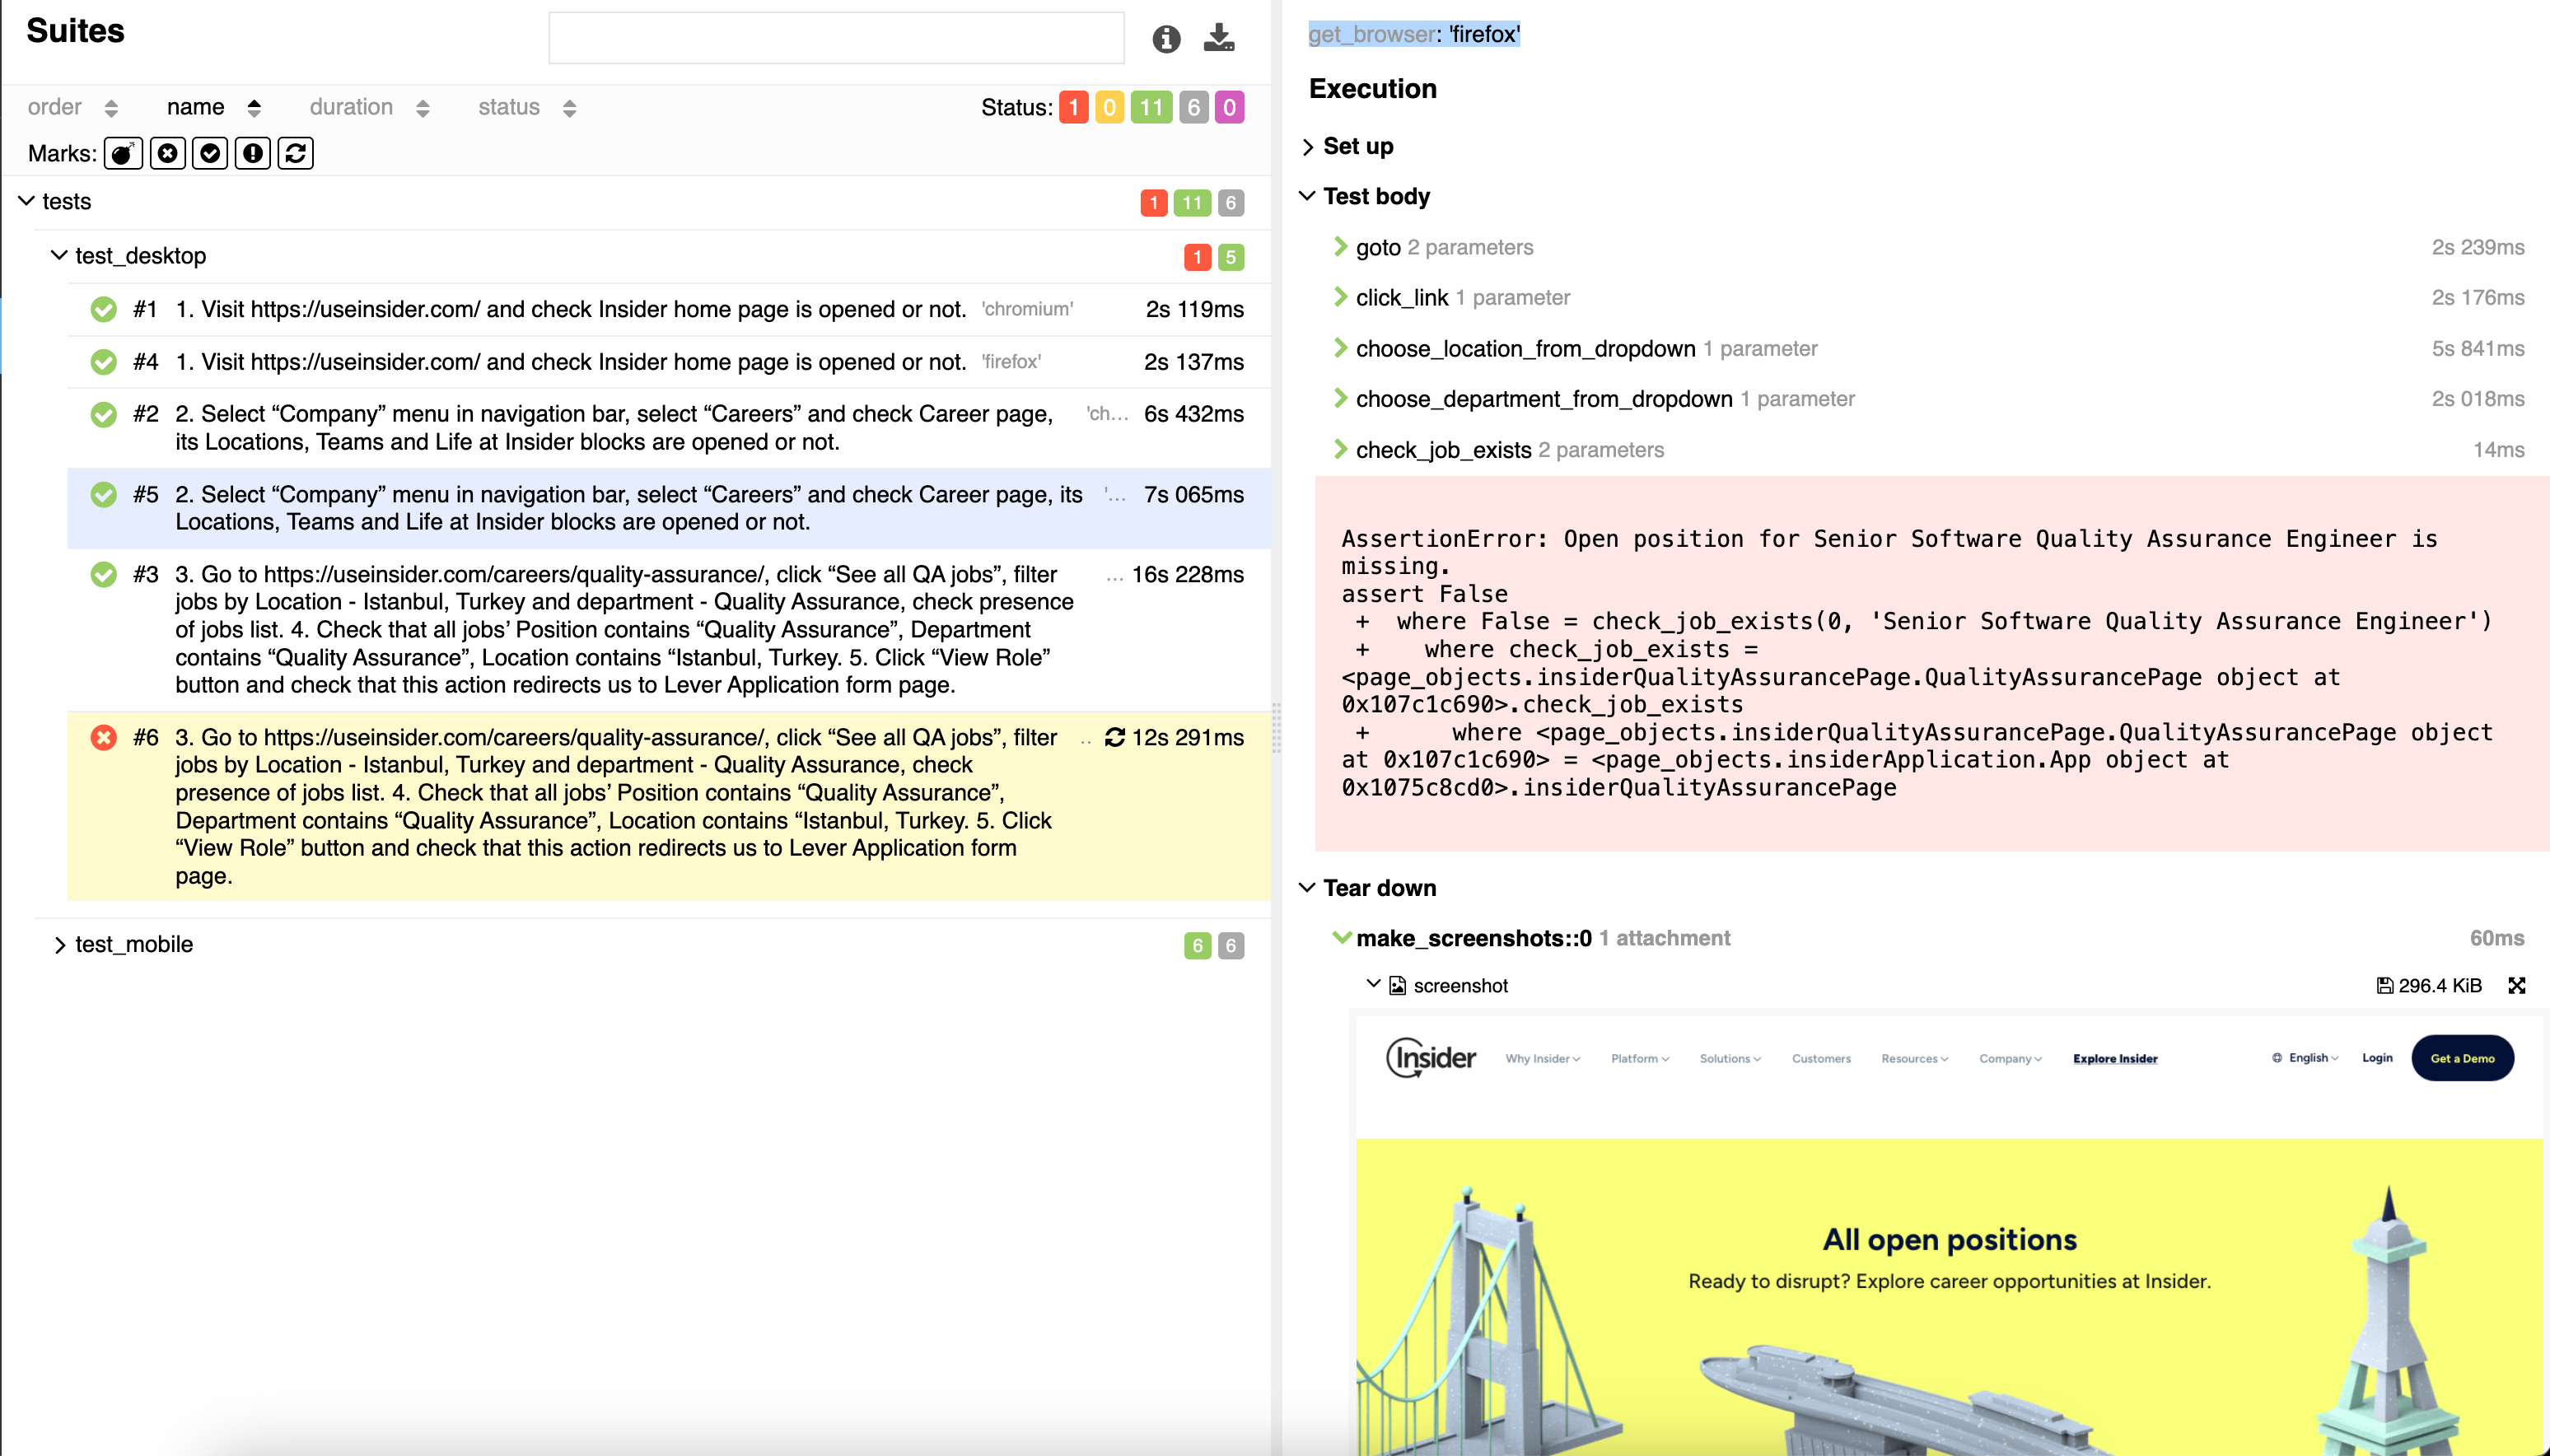 Suites
order name duration status Status: 1 0 11 6 0
Marks:
tests 1 11 6
test_desktop 1 5
#1 1. Visit https://useinsider.com/ and check Insider home page is opened or not. 'chromium' 2s 119ms
#4 1. Visit https://useinsider.com/ and check Insider home page is opened or not. 'firefox' 2s 137ms
#2 2. Select “Company” menu in navigation bar, select “Careers” and check Career page, 'ch... 6s 432ms
its Locations, Teams and Life at Insider blocks are opened or not.
#5 2. Select “Company” menu in navigation bar, select “Careers” and check Career page, its '... 7s 065ms
Locations, Teams and Life at Insider blocks are opened or not.
#3 3. Go to https://useinsider.com/careers/quality-assurance/, click “See all QA jobs”, filter ... 16s 228ms
jobs by Location - Istanbul, Turkey and department - Quality Assurance, check presence
of jobs list. 4. Check that all jobs’ Position contains “Quality Assurance”, Department
contains “Quality Assurance”, Location contains “Istanbul, Turkey. 5. Click “View Role”
button and check that this action redirects us to Lever Application form page.
#6 3. Go to https://useinsider.com/careers/quality-assurance/, click “See all QA jobs”, filter .. 12s 291ms
jobs by Location - Istanbul, Turkey and department - Quality Assurance, check
presence of jobs list. 4. Check that all jobs’ Position contains “Quality Assurance”,
Department contains “Quality Assurance”, Location contains “Istanbul, Turkey. 5. Click
“View Role” button and check that this action redirects us to Lever Application form
page.
test_mobile 6 6
get_browser: 'firefox'
Execution
Set up
Test body
goto 2 parameters 2s 239ms
click_link 1 parameter 2s 176ms
choose_location_from_dropdown 1 parameter 5s 841ms
choose_department_from_dropdown 1 parameter 2s 018ms
check_job_exists 2 parameters 14ms
AssertionError: Open position for Senior Software Quality Assurance Engineer is
missing.
assert False
+ where False = check_job_exists(0, 'Senior Software Quality Assurance Engineer')
+ where check_job_exists =
<page_objects.insiderQualityAssurancePage.QualityAssurancePage object at
0x107c1c690>.check_job_exists
+ where <page_objects.insiderQualityAssurancePage.QualityAssurancePage object
at 0x107c1c690> = <page_objects.insiderApplication.App object at
0x1075c8cd0>.insiderQualityAssurancePage
Tear down
make_screenshots::0 1 attachment 60ms
screenshot 296.4 KiB
Insider Why Insider Platform Solutions Customers Resources Company Explore Insider English Login Get a Demo
All open positions
Ready to disrupt? Explore career opportunities at Insider.